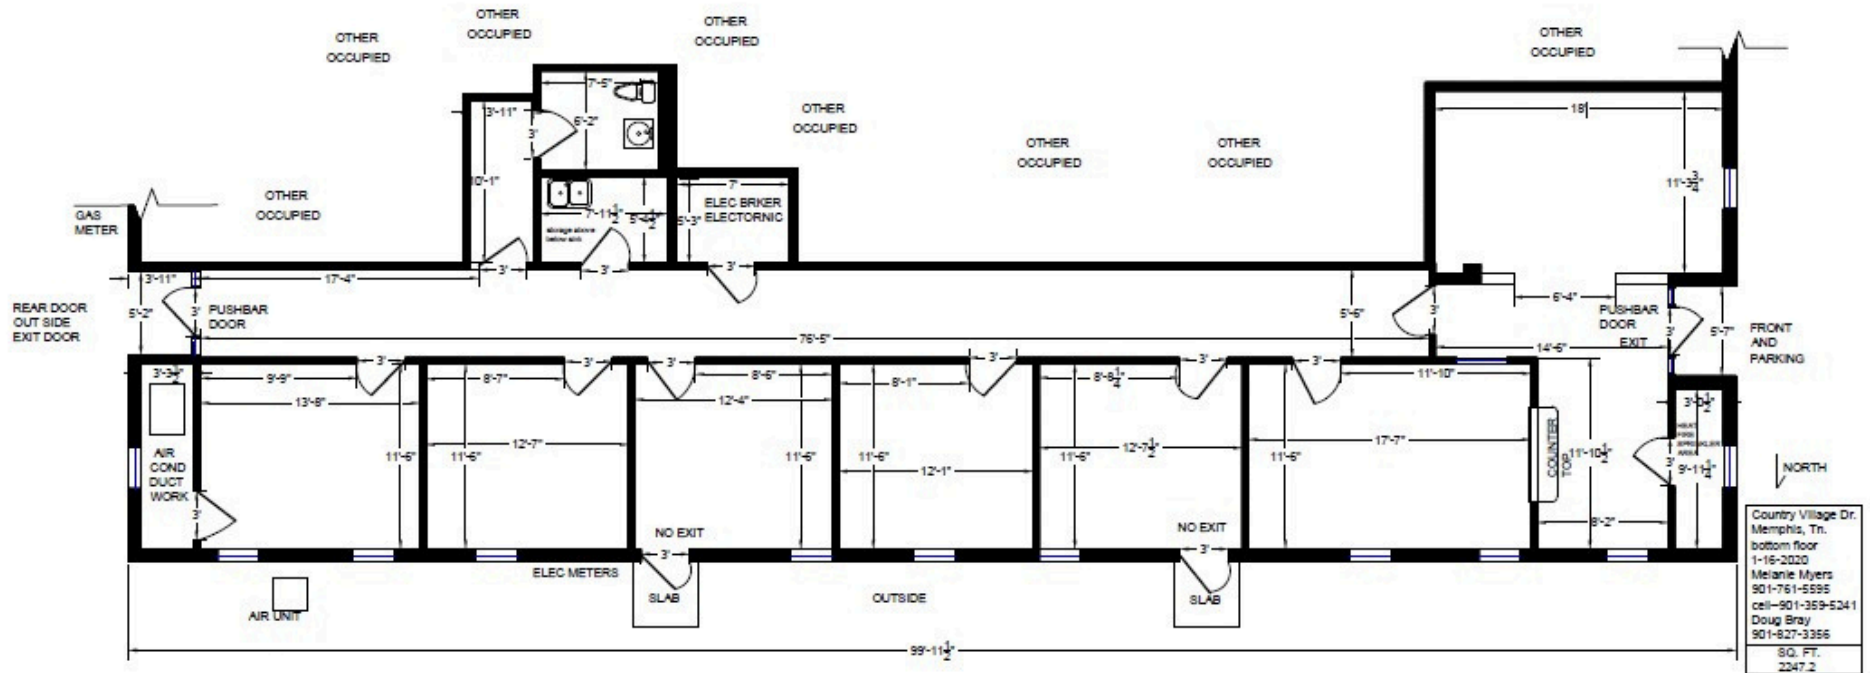 OTHER
OCCUPIED
OTHER
OCCUPIED
OTHER
OCCUPIED
OTHER
OCCUPIED
OTHER
OCCUPIED
OTHER
OCCUPIED
OTHER
OCCUPIED
OTHER
OCCUPIED
7'-5"
6'-2"
3'-11"
3'
10'-1"
18'
11'-3 3/4"
7'
ELEC BRKER
ELECTORNIC
5'-3"
7'-11 1/2"
5'-4 1/2"
storage above
below sink
GAS
METER
3'-11"
17'-4"
3'
3'
3'
REAR DOOR
OUT SIDE
EXIT DOOR
5'-2"
3'
PUSHBAR
DOOR
76'-5"
5'-6"
3'
6'-4"
PUSHBAR
DOOR
EXIT
14'-6"
3'
5'-7"
FRONT
AND
PARKING
3'-3 1/2"
9'-9"
3'
13'-8"
11'-6"
8'-7"
3'
12'-7"
11'-6"
3'
8'-6"
12'-4"
11'-6"
8'-1"
3'
12'-1"
11'-6"
8'-8 1/4"
3'
12'-7 1/2"
11'-6"
3'
11'-10"
17'-7"
11'-6"
COUNTER
TOP
11'-10 1/2"
8'-2"
3'-0 1/2"
HEAT
FIRE
SPRINKLER
AREA
3'
9'-11 1/4"
AIR
COND
DUCT
WORK
3'
NO EXIT
3'
NO EXIT
3'
NORTH
ELEC METERS
SLAB
OUTSIDE
SLAB
AIR UNIT
99'-11 1/2"
Country Village Dr.
Memphis, Tn.
bottom floor
1-16-2020
Melanie Myers
901-761-5595
cell--901-359-5241
Doug Bray
901-827-3356
SQ. FT.
2247.2